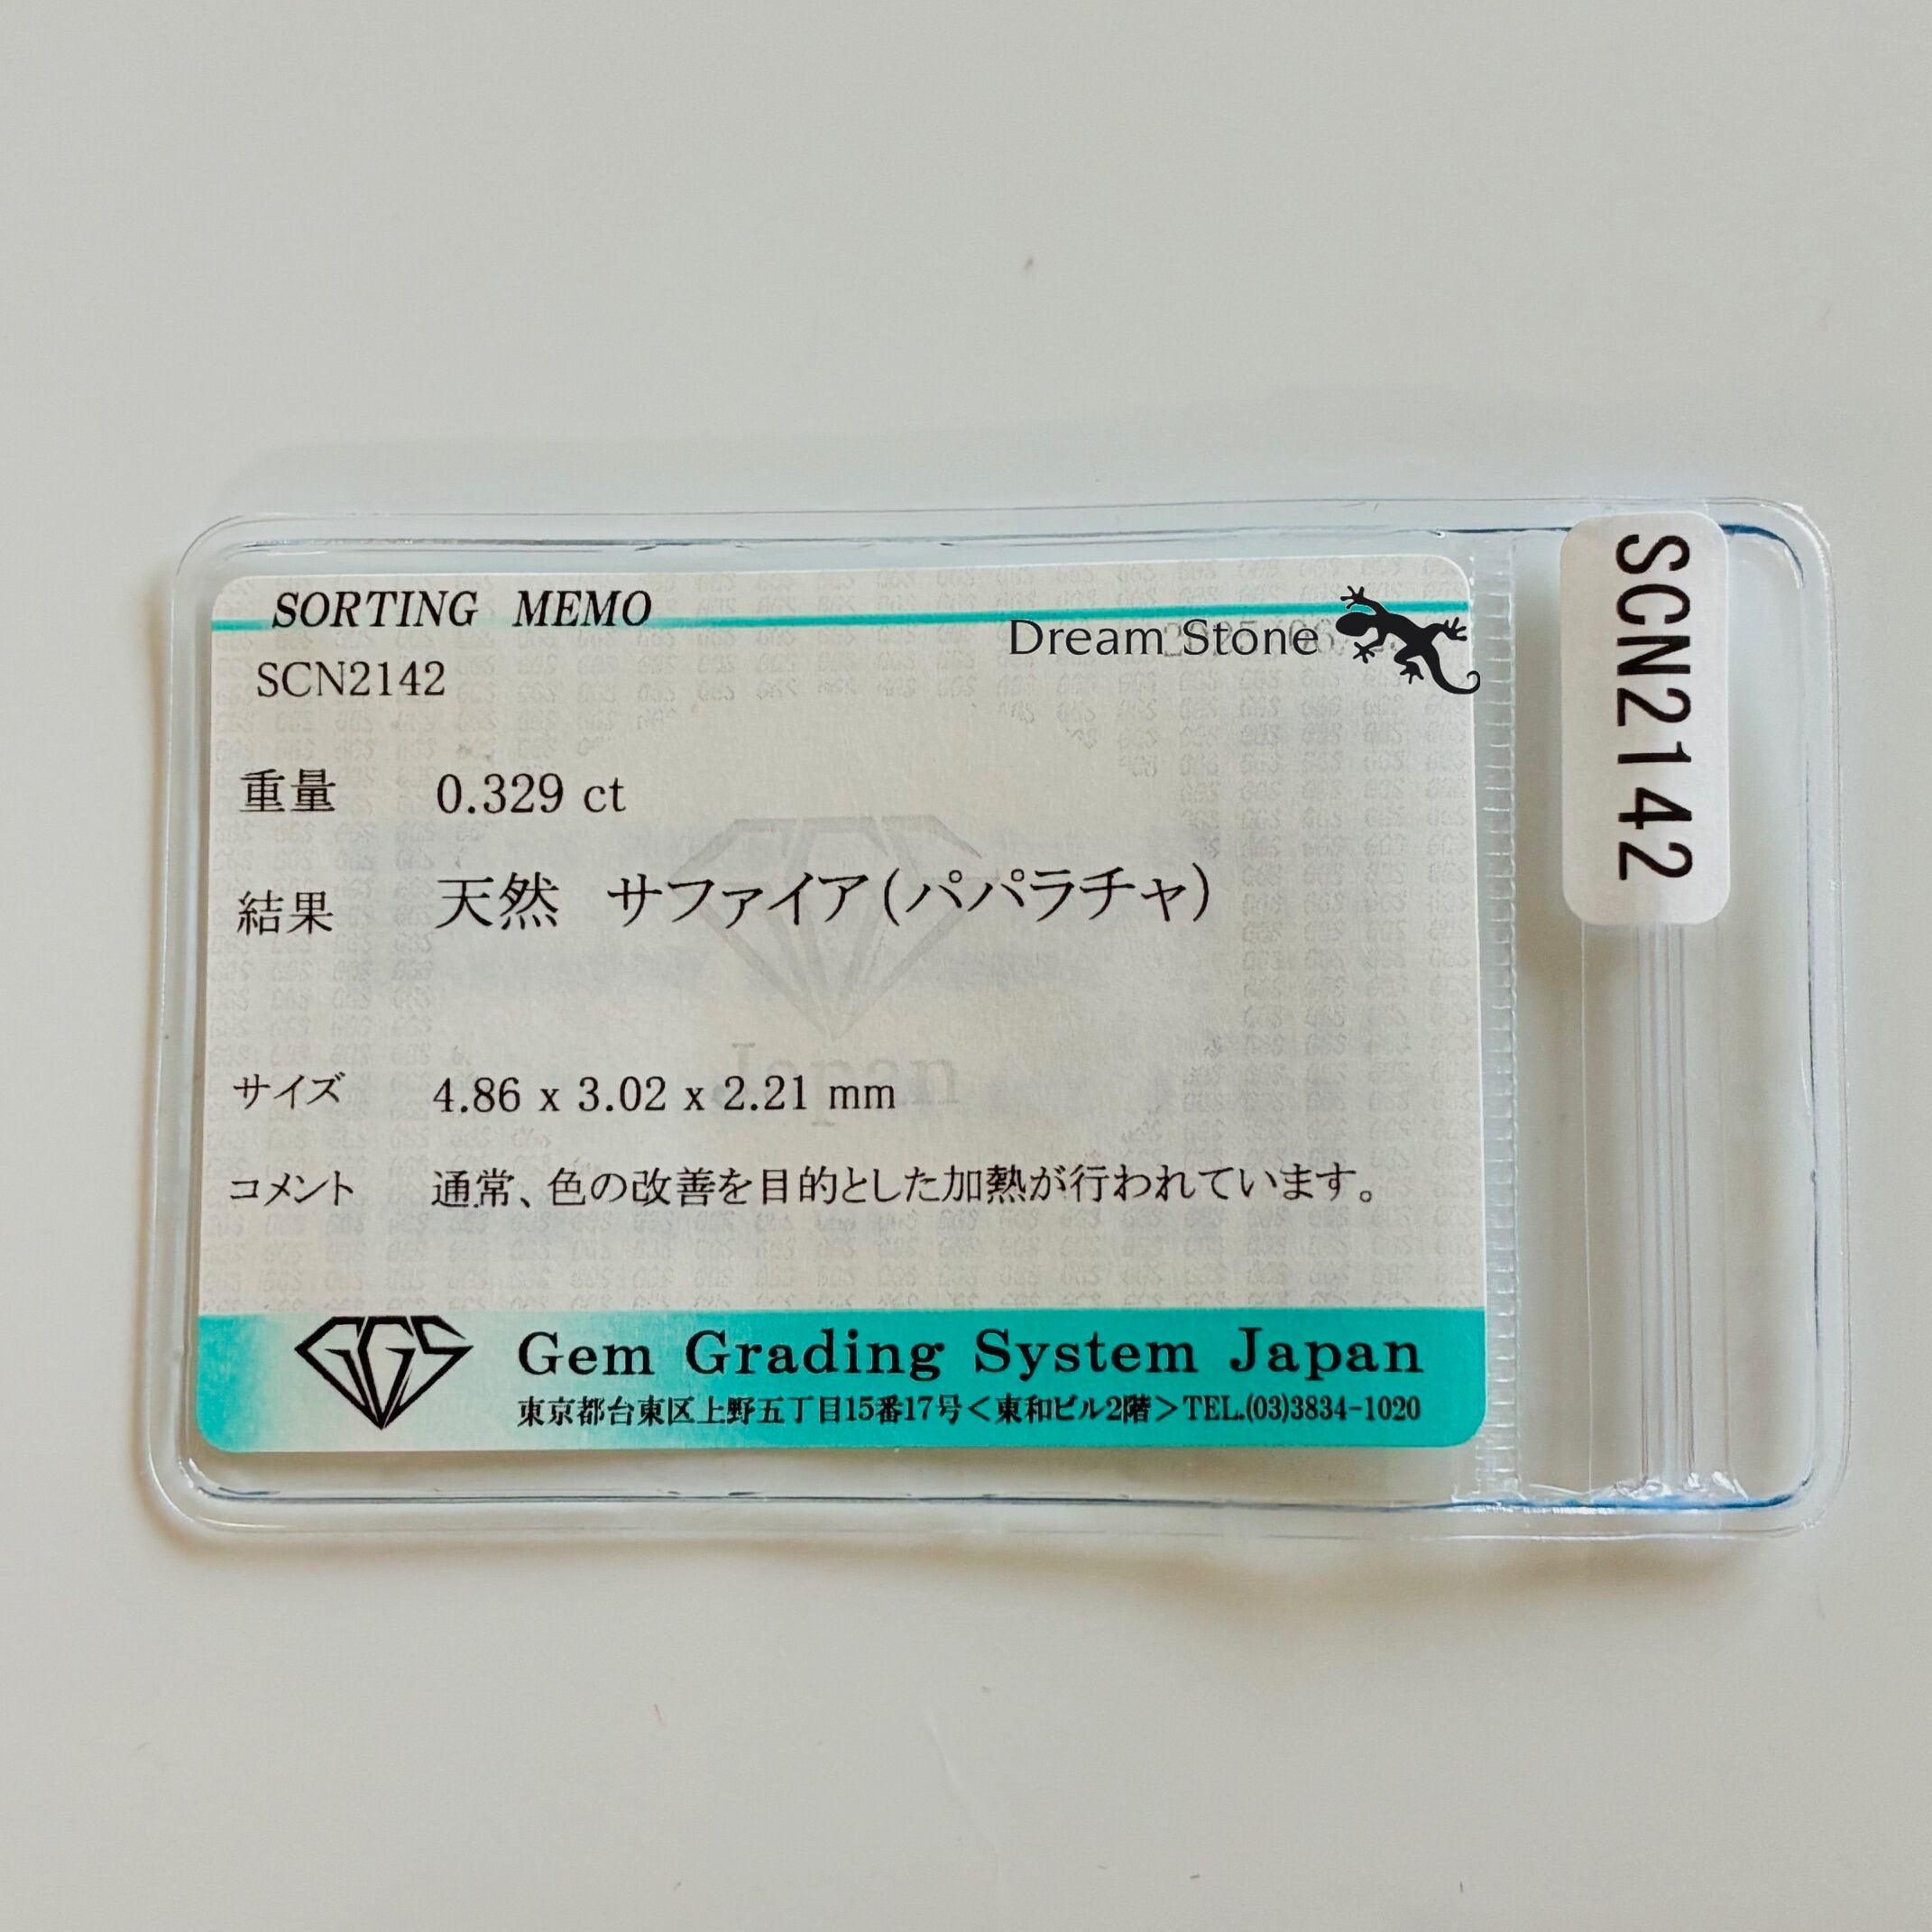 SORTING MEMO
Dream Stone
SCN2142
重量 0.329 ct
結果 天然 サファイア(パパラチャ)
サイズ 4.86 x 3.02 x 2.21 mm
コメント 通常、色の改善を目的とした加熱が行われています。
GGS
Gem Grading System Japan
東京都台東区上野五丁目15番17号<東和ビル2階>TEL.(03)3834-1020
Japan
SCN2142